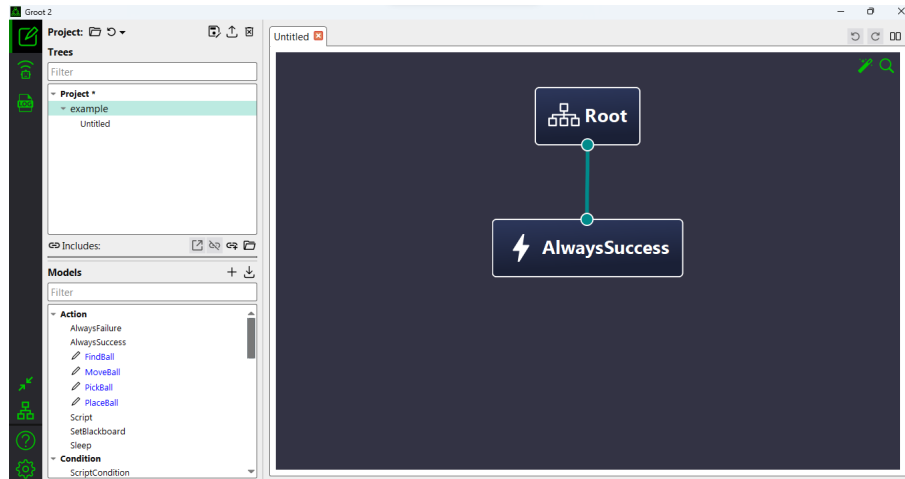 Groot 2
Project:
Trees
Filter
Project *
example
Untitled
Includes:
Models
Filter
Action
AlwaysFailure
AlwaysSuccess
FindBall
MoveBall
PickBall
PlaceBall
Script
SetBlackboard
Sleep
Condition
ScriptCondition
LOG
Untitled
Root
AlwaysSuccess